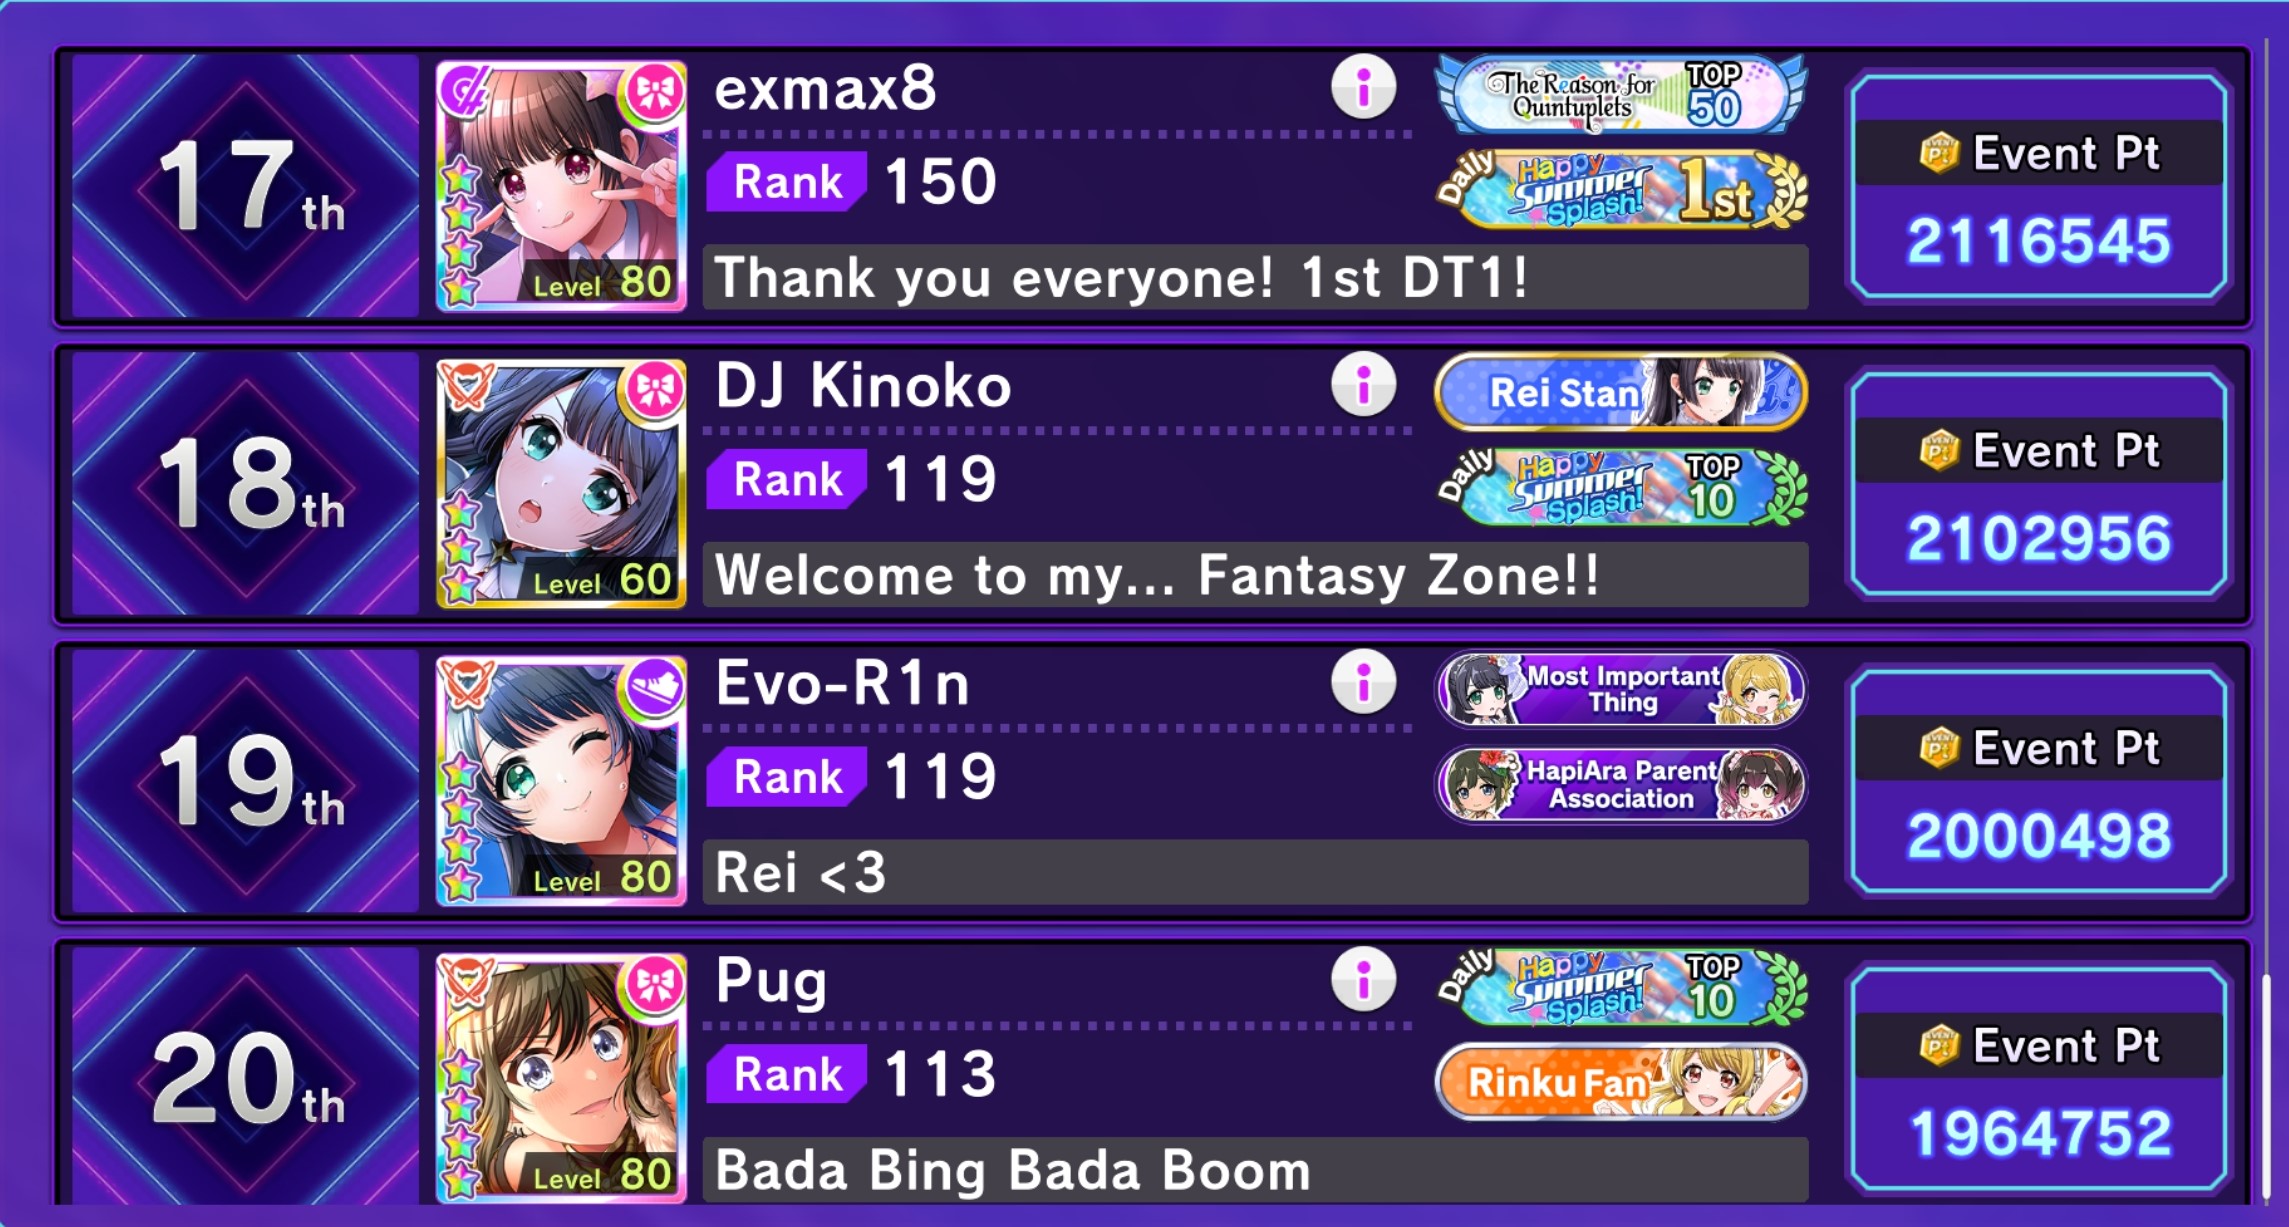 17th
Level 80
exmax8
Rank 150
Thank you everyone! 1st DT1!
The Reason for
Quintuplets
TOP
50
Daily
Happy
Summer
Splash!
1st
Event Pt
2116545
18th
Level 60
DJ Kinoko
Rank 119
Welcome to my... Fantasy Zone!!
Rei Stan
Daily
Happy
Summer
Splash!
TOP
10
Event Pt
2102956
19th
Level 80
Evo-R1n
Rank 119
Rei <3
Most Important
Thing
HapiAra Parent
Association
Event Pt
2000498
20th
Level 80
Pug
Rank 113
Bada Bing Bada Boom
Daily
Happy
Summer
Splash!
TOP
10
Rinku Fan
Event Pt
1964752